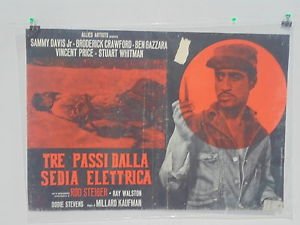 ALLIED ARTISTS
SAMMY DAVIS Jr · BRODERICK CRAWFORD · BEN GAZZARA
VINCENT PRICE · STUART WHITMAN
TRE PASSI DALLA
SEDIA ELETTRICA
ROD STEIGER · RAY WALSTON
DODIE STEVENS
MILLARD KAUFMAN